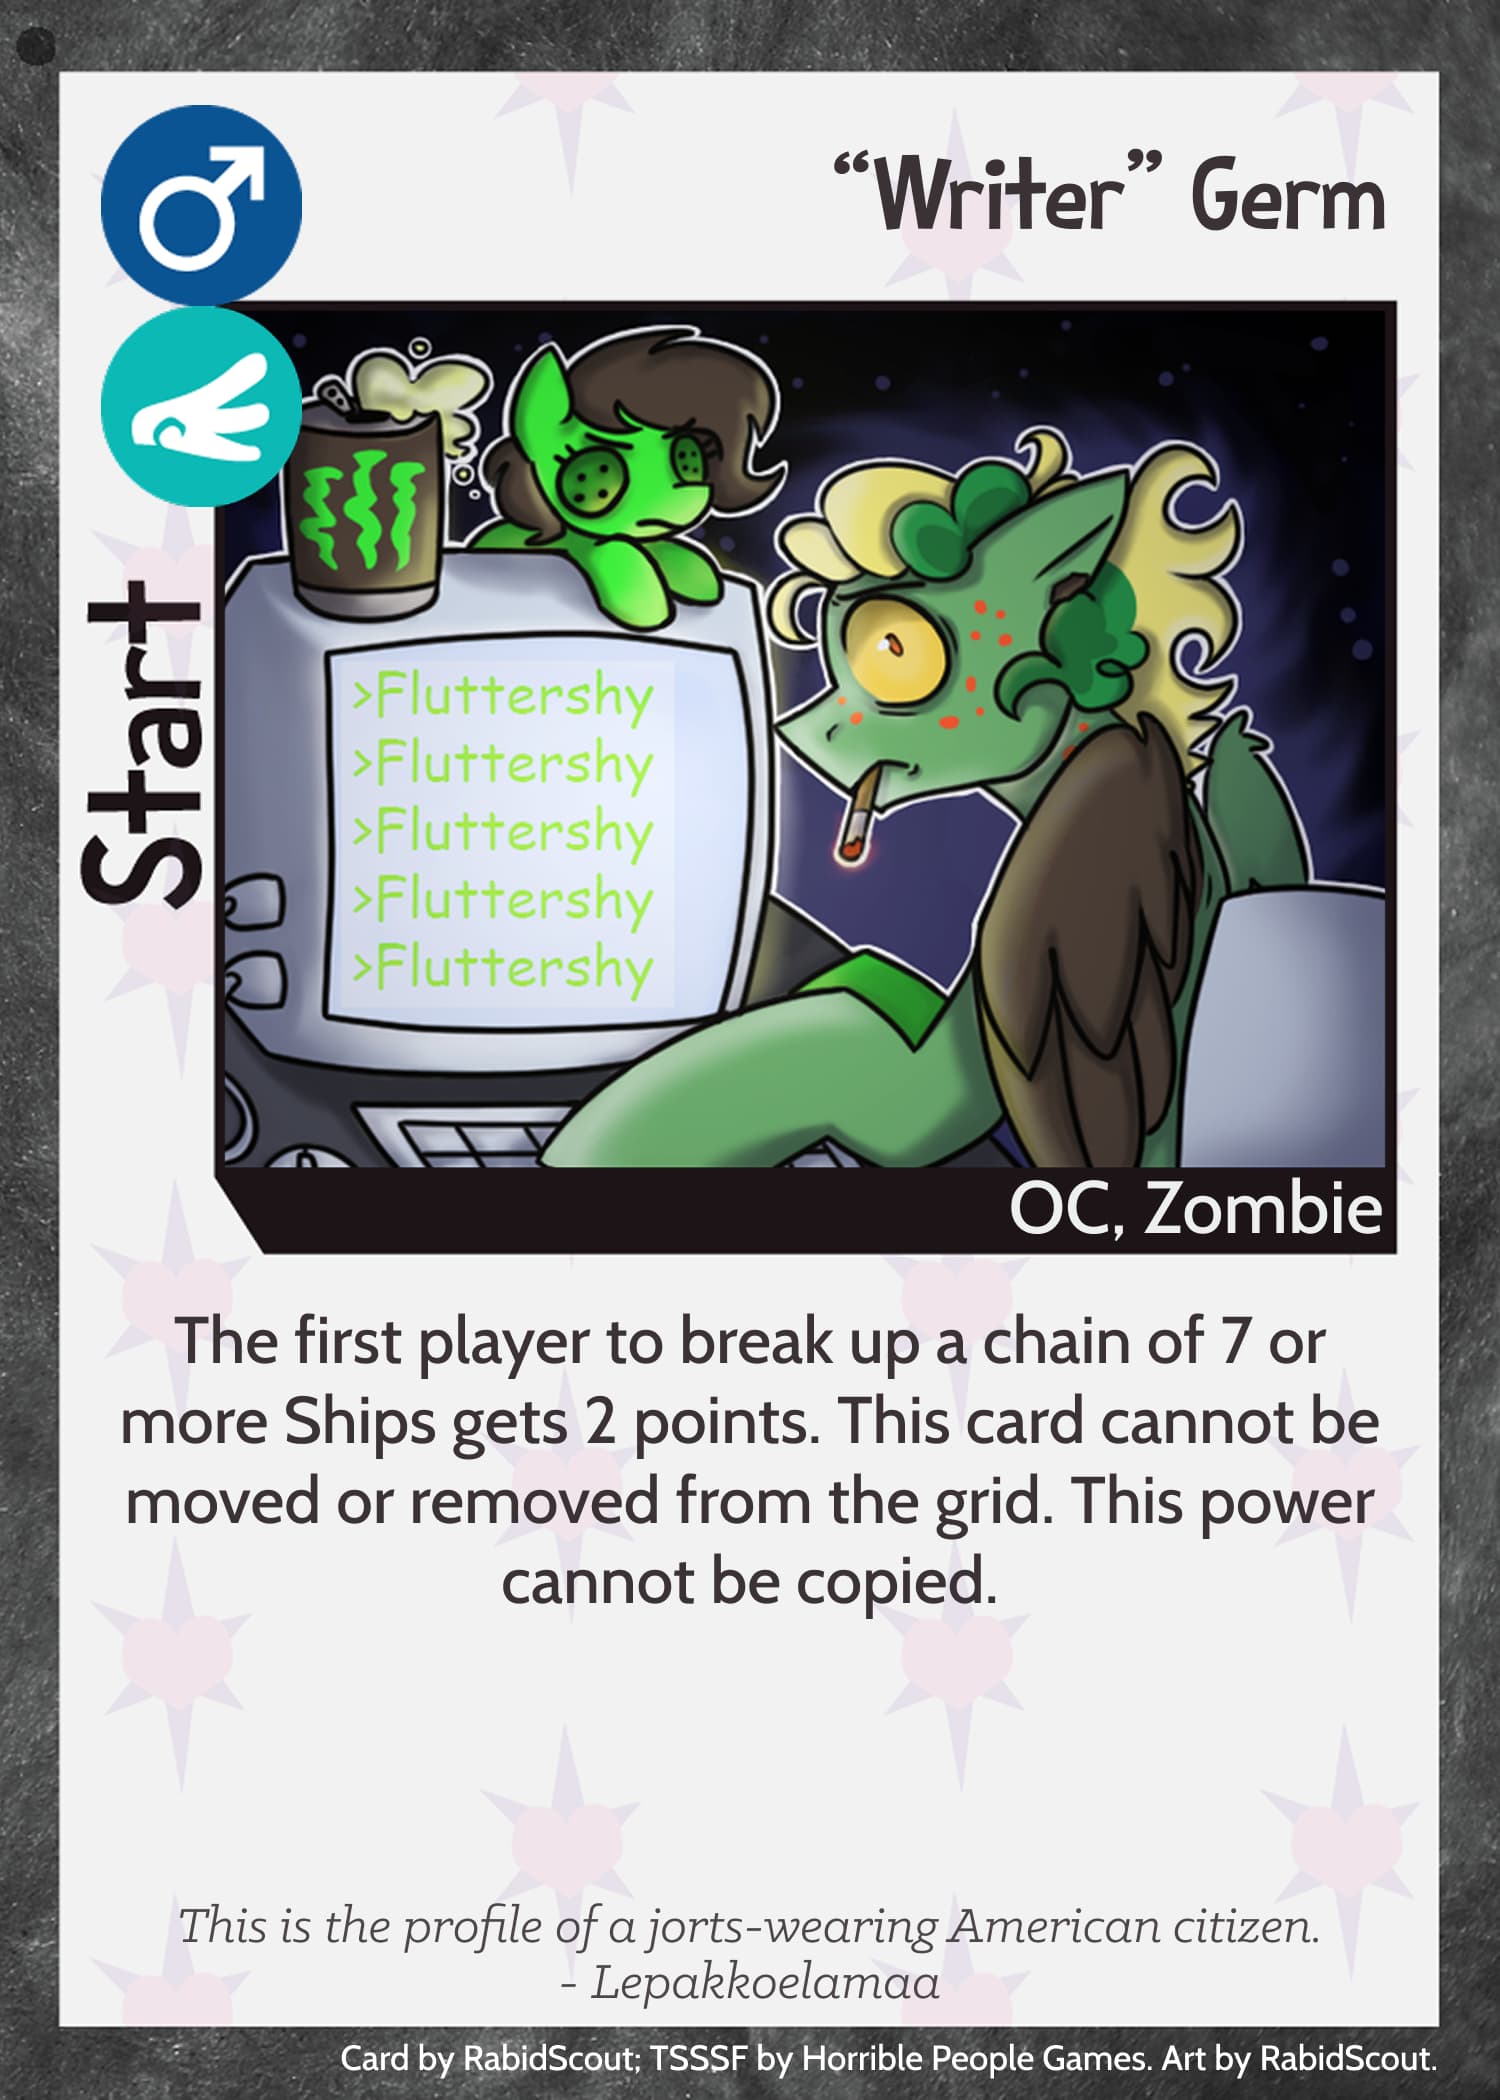 “Writer” Germ
Start
>Fluttershy
>Fluttershy
>Fluttershy
>Fluttershy
>Fluttershy
OC, Zombie
The first player to break up a chain of 7 or
more Ships gets 2 points. This card cannot be
moved or removed from the grid. This power
cannot be copied.
This is the profile of a jorts-wearing American citizen.
- Lepakkoelamaa
Card by RabidScout; TSSSF by Horrible People Games. Art by RabidScout.